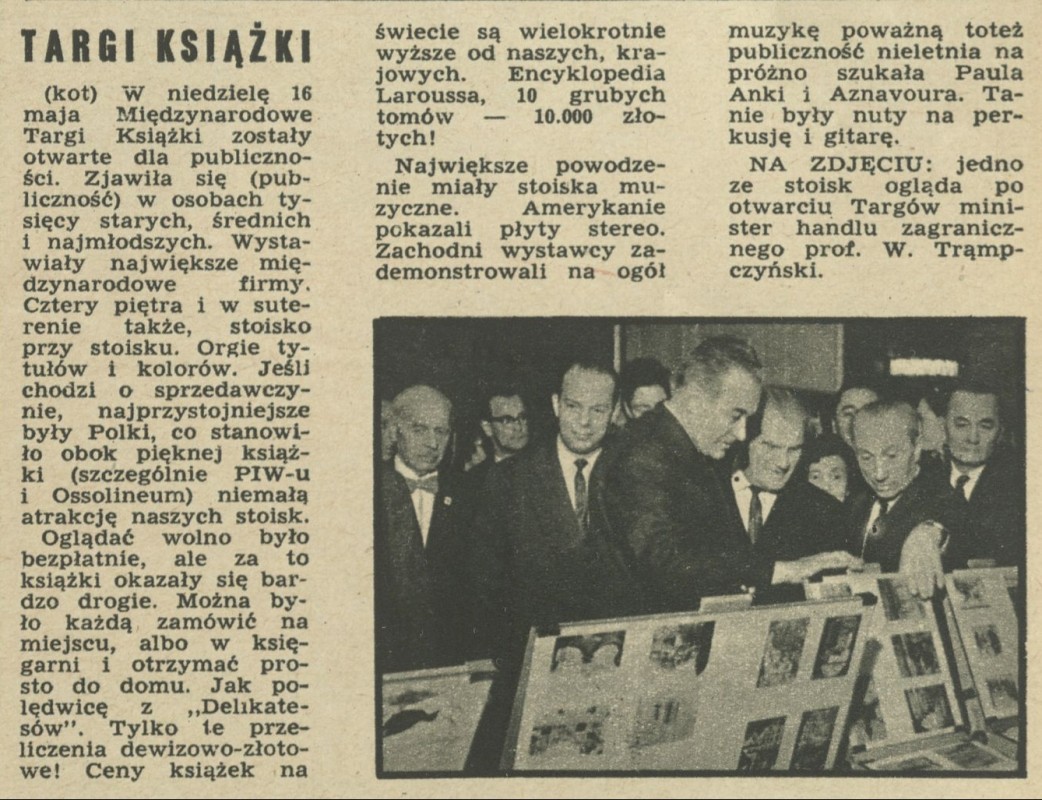 TARGI KSIĄŻKI
(kot) W niedzielę 16
maja Międzynarodowe
Targi Książki zostały
otwarte dla publiczno-
ści. Zjawiła się (pub-
liczność) w osobach ty-
sięcy starych, średnich
i najmłodszych. Wysta-
wiały największe mię-
dzynarodowe firmy.
Cztery piętra i w sute-
renie także, stoisko
przy stoisku. Orgie ty-
tułów i kolorów. Jeśli
chodzi o sprzedawczy-
nie, najprzystojniejsze
były Polki, co stanowi-
ło obok pięknej książ-
ki (szczególnie PIW-u
i Ossolineum) niemałą
atrakcję naszych stoisk.
Oglądać wolno było
bezpłatnie, ale za to
książki okazały się bar-
dzo drogie. Można by-
ło każdą zamówić na
miejscu, albo w księ-
garni i otrzymać pro-
sto do domu. Jak po-
lędwicę z „Delikate-
sów". Tylko te prze-
liczenia dewizowo-złoto-
we! Ceny książek na
świecie są wielokrotnie
wyższe od naszych, kra-
jowych. Encyklopedia
Laroussa, 10 grubych
tomów — 10.000 zło-
tych!
Największe powodze-
nie miały stoiska mu-
zyczne. Amerykanie
pokazali płyty stereo.
Zachodni wystawcy za-
demonstrowali na ogół
muzykę poważną toteż
publiczność nieletnia na
próżno szukała Paula
Anki i Aznavoura. Ta-
nie były nuty na per-
kusję i gitarę.
NA ZDJĘCIU: jedno
ze stoisk ogląda po
otwarciu Targów mini-
ster handlu zagranicz-
nego prof. W. Trąmp-
czyński.